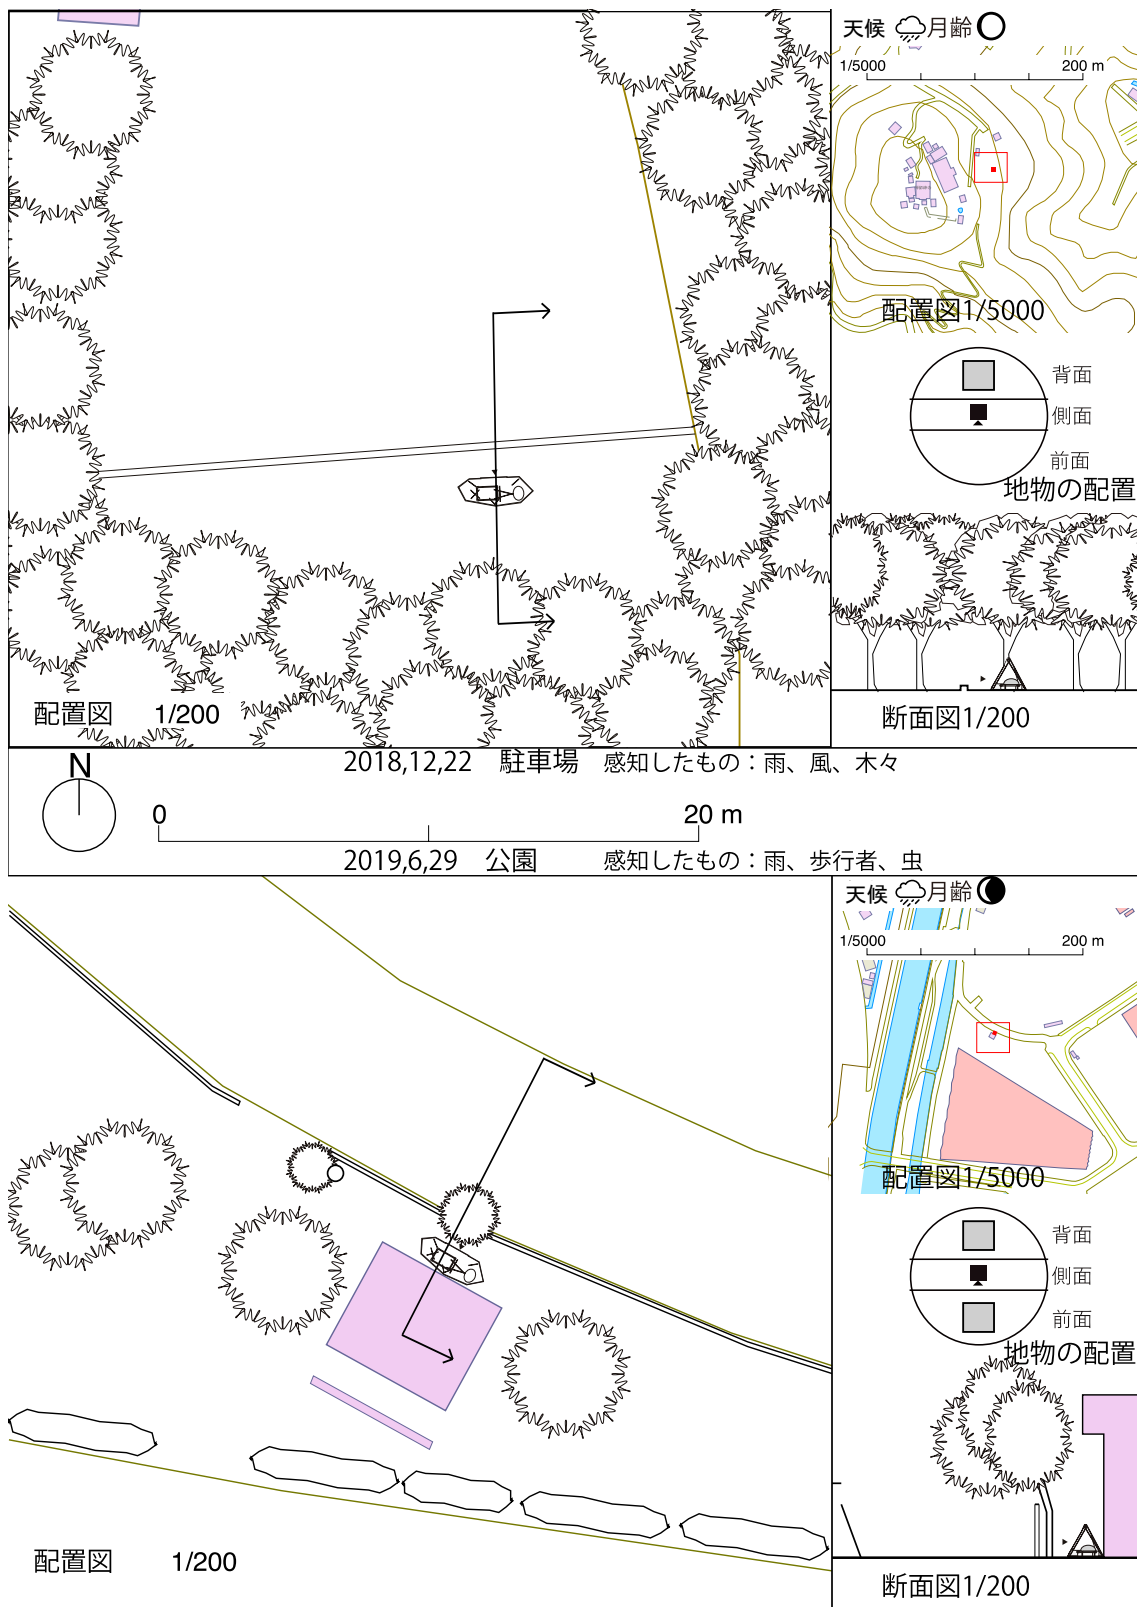 天候 月齢
1/5000 200 m
配置図1/5000
背面
側面
前面
地物の配置
断面図1/200
配置図 1/200
2018,12,22 駐車場 感知したもの：雨、風、木々
N
0 20 m
2019,6,29 公園 感知したもの：雨、歩行者、虫
天候 月齢
1/5000 200 m
配置図1/5000
背面
側面
前面
地物の配置
断面図1/200
配置図 1/200